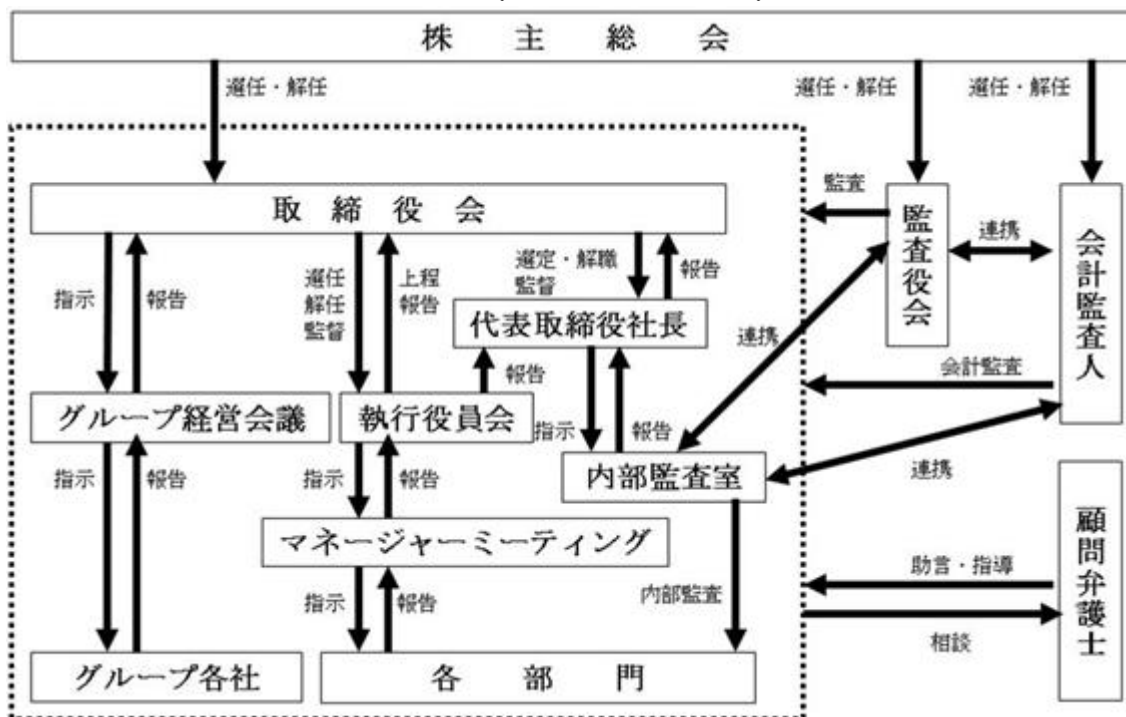 株主総会
選任・解任
選任・解任
選任・解任
取締役会
監査
監査役会
連携
会計監査人
指示
報告
選任
解任
監督
上程
報告
選定・解職
監督
報告
代表取締役社長
連携
報告
会計監査
グループ経営会議
執行役員会
指示
報告
内部監査室
連携
指示
報告
指示
報告
マネージャーミーティング
顧問弁護士
助言・指導
相談
指示
報告
内部監査
グループ各社
各部門